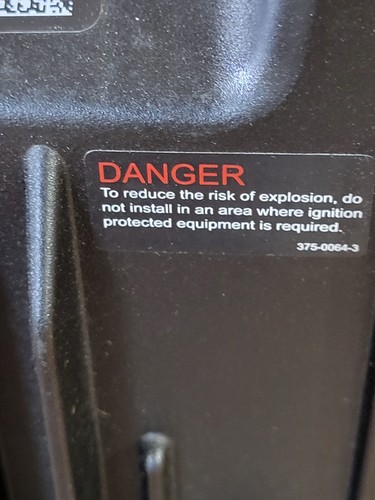 DANGER
To reduce the risk of explosion, do
not install in an area where ignition
protected equipment is required.
375-0064-3